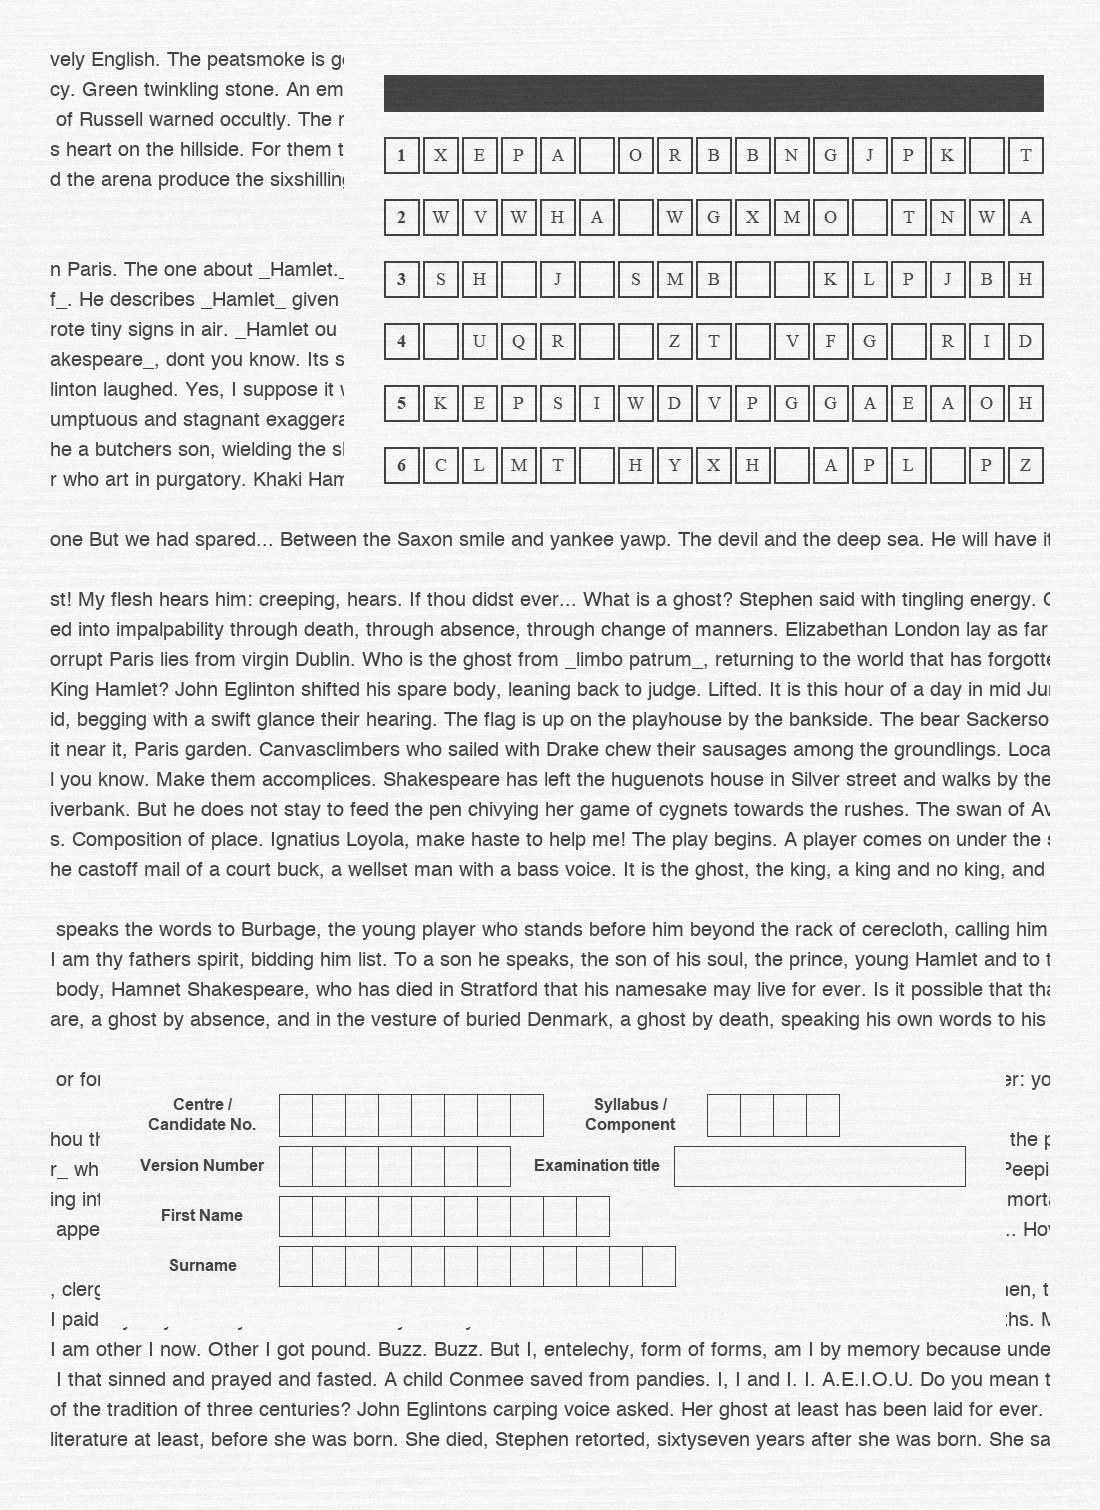 vely English. The peatsmoke is
cy. Green twinkling stone. An em
of Russell warned occultly. The
s heart on the hillside. For them
d the arena produce the sixshilling
1 X E P A O R B B N G J P K T
2 W V W H A W G X M O T N W A
3 S H J S M B K L P J B H
4 U Q R Z T V F G R I D
5 K E P S I W D V P G G A E A O H
6 C L M T H Y X H A P L P Z
n Paris. The one about _Hamlet._
f_. He describes _Hamlet_ given
rote tiny signs in air. _Hamlet ou
akespeare_, dont you know. Its s
linton laughed. Yes, I suppose it
umptuous and stagnant exaggera
he a butchers son, wielding the
r who art in purgatory. Khaki Ham
one But we had spared... Between the Saxon smile and yankee yawp. The devil and the deep sea. He will have it
st! My flesh hears him: creeping, hears. If thou didst ever... What is a ghost? Stephen said with tingling energy.
ed into impalpability through death, through absence, through change of manners. Elizabethan London lay as far
orrupt Paris lies from virgin Dublin. Who is the ghost from _limbo patrum_, returning to the world that has forgotte
King Hamlet? John Eglinton shifted his spare body, leaning back to judge. Lifted. It is this hour of a day in mid Jun
id, begging with a swift glance their hearing. The flag is up on the playhouse by the bankside. The bear Sackerso
it near it, Paris garden. Canvasclimbers who sailed with Drake chew their sausages among the groundlings. Loca
l you know. Make them accomplices. Shakespeare has left the huguenots house in Silver street and walks by the
iverbank. But he does not stay to feed the pen chivying her game of cygnets towards the rushes. The swan of Av
s. Composition of place. Ignatius Loyola, make haste to help me! The play begins. A player comes on under the
he castoff mail of a court buck, a wellset man with a bass voice. It is the ghost, the king, a king and no king, and
speaks the words to Burbage, the young player who stands before him beyond the rack of cerecloth, calling him
I am thy fathers spirit, bidding him list. To a son he speaks, the son of his soul, the prince, young Hamlet and to
body, Hamnet Shakespeare, who has died in Stratford that his namesake may live for ever. Is it possible that tha
are, a ghost by absence, and in the vesture of buried Denmark, a ghost by death, speaking his own words to his
or for er: yo
Centre / Candidate No. Syllabus / Component
hou th the p
r_ wh Peepi
Version Number Examination title
ing int morta
First Name
appe .. How
Surname
, clerg en, t
I paid ths. M
I am other I now. Other I got pound. Buzz. Buzz. But I, entelechy, form of forms, am I by memory because unde
I that sinned and prayed and fasted. A child Conmee saved from pandies. I, I and I. I. A.E.I.O.U. Do you mean t
of the tradition of three centuries? John Eglintons carping voice asked. Her ghost at least has been laid for ever.
literature at least, before she was born. She died, Stephen retorted, sixtyseven years after she was born. She sa